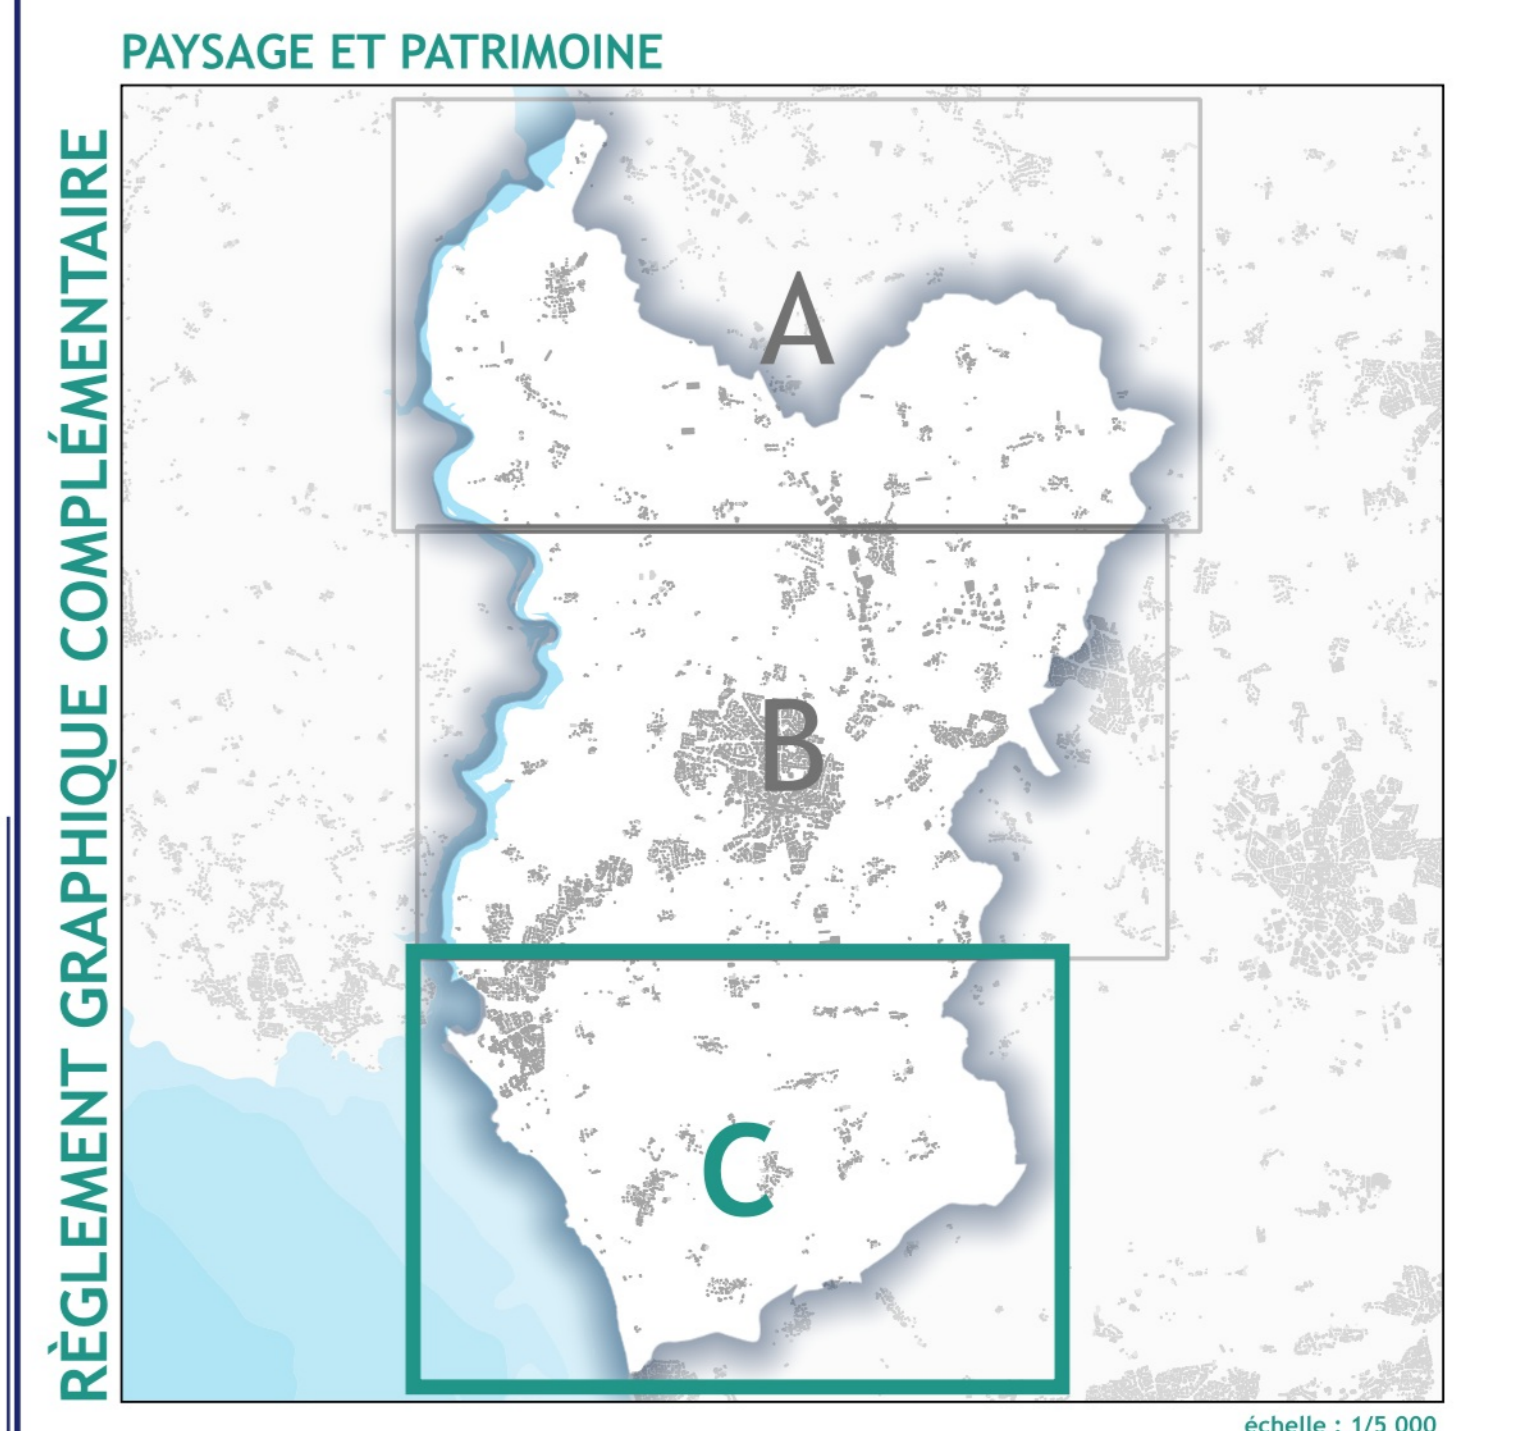 PAYSAGE ET PATRIMOINE
RÈGLEMENT GRAPHIQUE COMPLÉMENTAIRE
A
B
C
échelle : 1/5 000